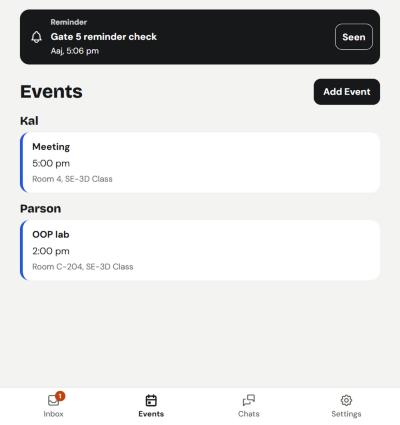 Reminder
Gate 5 reminder check
Aaj, 5:06 pm
Seen
Events
Add Event
Kal
Meeting
5:00 pm
Room 4, SE-3D Class
Parson
OOP lab
2:00 pm
Room C-204, SE-3D Class
1
Inbox
Events
Chats
Settings